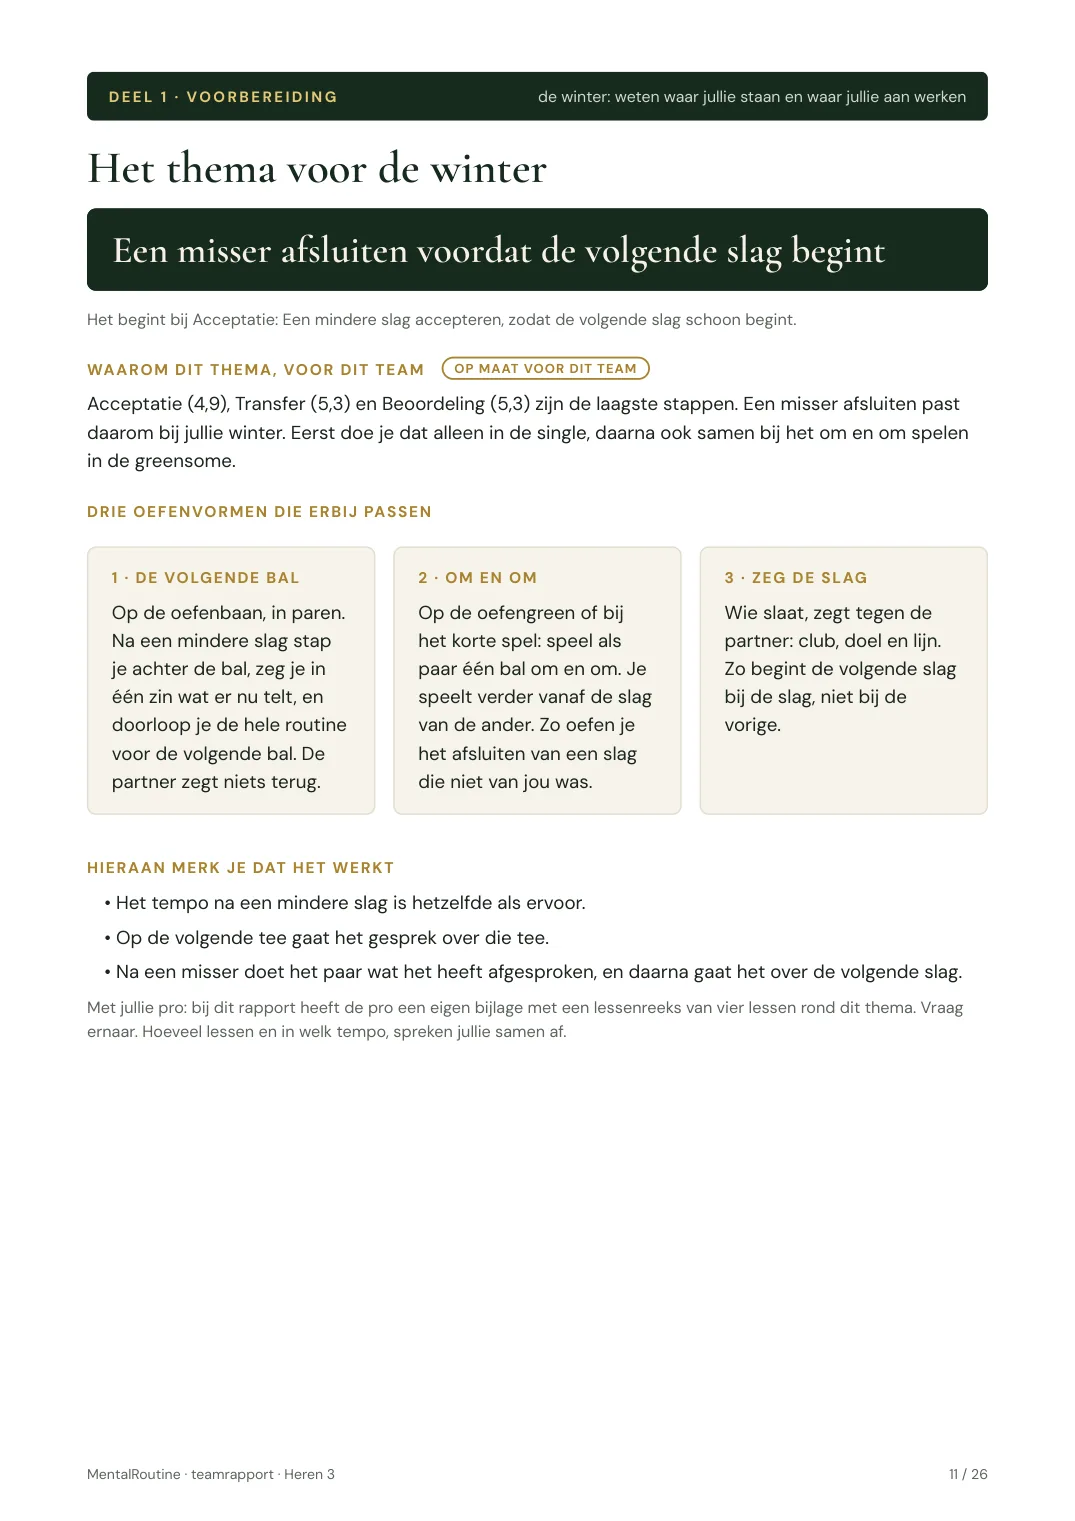 DEEL 1 · VOORBEREIDING
de winter: weten waar jullie staan en waar jullie aan werken
Het thema voor de winter
Een misser afsluiten voordat de volgende slag begint
Het begint bij Acceptatie: Een mindere slag accepteren, zodat de volgende slag schoon begint.
WAAROM DIT THEMA, VOOR DIT TEAM
OP MAAT VOOR DIT TEAM
Acceptatie (4,9), Transfer (5,3) en Beoordeling (5,3) zijn de laagste stappen. Een misser afsluiten past
daarom bij jullie winter. Eerst doe je dat alleen in de single, daarna ook samen bij het om en om spelen
in de greensome.
DRIE OEFENVORMEN DIE ERBIJ PASSEN
1 · DE VOLGENDE BAL
Op de oefenbaan, in paren.
Na een mindere slag stap
je achter de bal, zeg je in
één zin wat er nu telt, en
doorloop je de hele routine
voor de volgende bal. De
partner zegt niets terug.
2 · OM EN OM
Op de oefengreen of bij
het korte spel: speel als
paar één bal om en om. Je
speelt verder vanaf de slag
van de ander. Zo oefen je
het afsluiten van een slag
die niet van jou was.
3 · ZEG DE SLAG
Wie slaat, zegt tegen de
partner: club, doel en lijn.
Zo begint de volgende slag
bij de slag, niet bij de
vorige.
HIERAAN MERK JE DAT HET WERKT
• Het tempo na een mindere slag is hetzelfde als ervoor.
• Op de volgende tee gaat het gesprek over die tee.
• Na een misser doet het paar wat het heeft afgesproken, en daarna gaat het over de volgende slag.
Met jullie pro: bij dit rapport heeft de pro een eigen bijlage met een lessenreeks van vier lessen rond dit thema. Vraag
ernaar. Hoeveel lessen en in welk tempo, spreken jullie samen af.
MentalRoutine · teamrapport · Heren 3
11 / 26